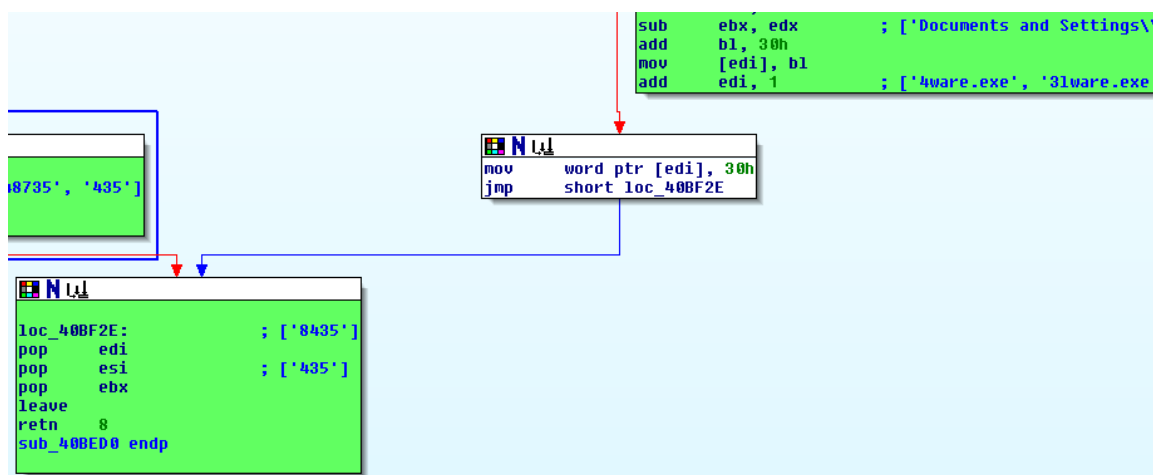 sub ebx, edx ; ['Documents and Settings\
add bl, 30h
mov [edi], bl
add edi, 1 ; ['4ware.exe', '31ware.exe
mov word ptr [edi], 30h
jmp short loc_40BF2E
48735', '435']
loc_40BF2E: ; ['8435']
pop edi
pop esi ; ['435']
pop ebx
leave
retn 8
sub_40BED0 endp